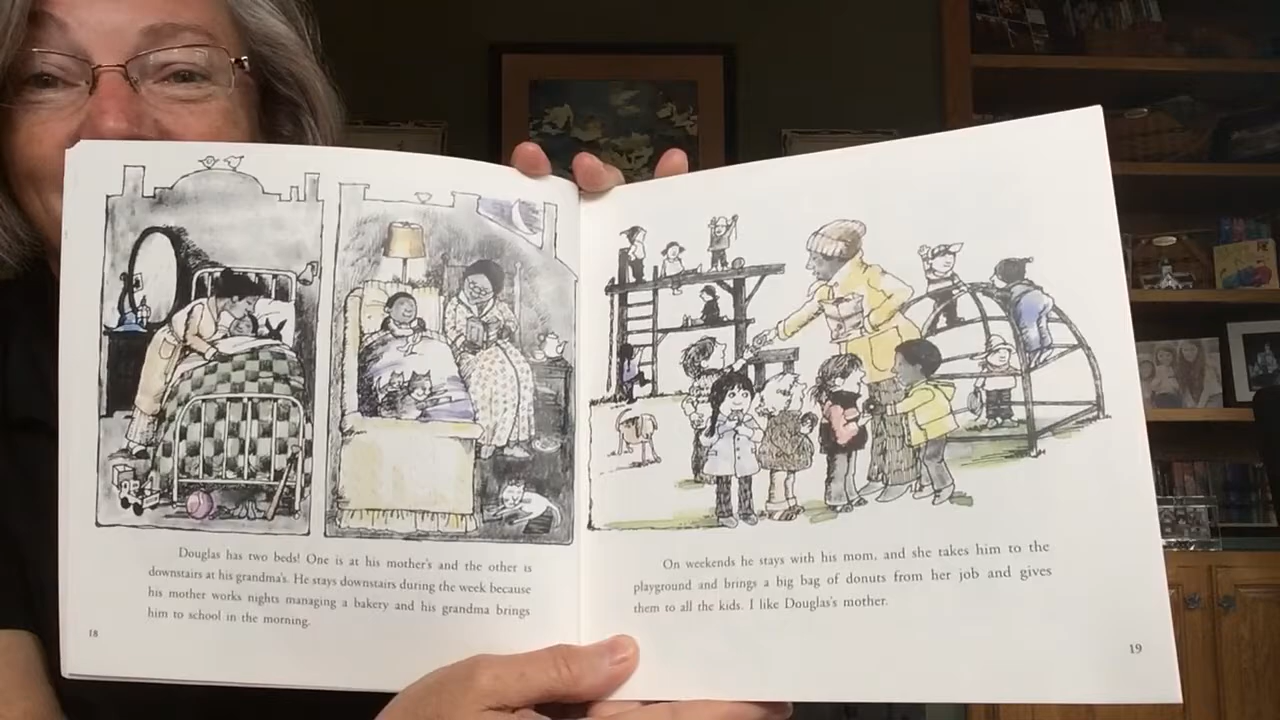 Douglas has two beds! One is at his mother's and the other is
downstairs at his grandma's. He stays downstairs during the week because
his mother works nights managing a bakery and his grandma brings
him to school in the morning.
18
On weekends he stays with his mom, and she takes him to the
playground and brings a big bag of donuts from her job and gives
them to all the kids. I like Douglas's mother.
19